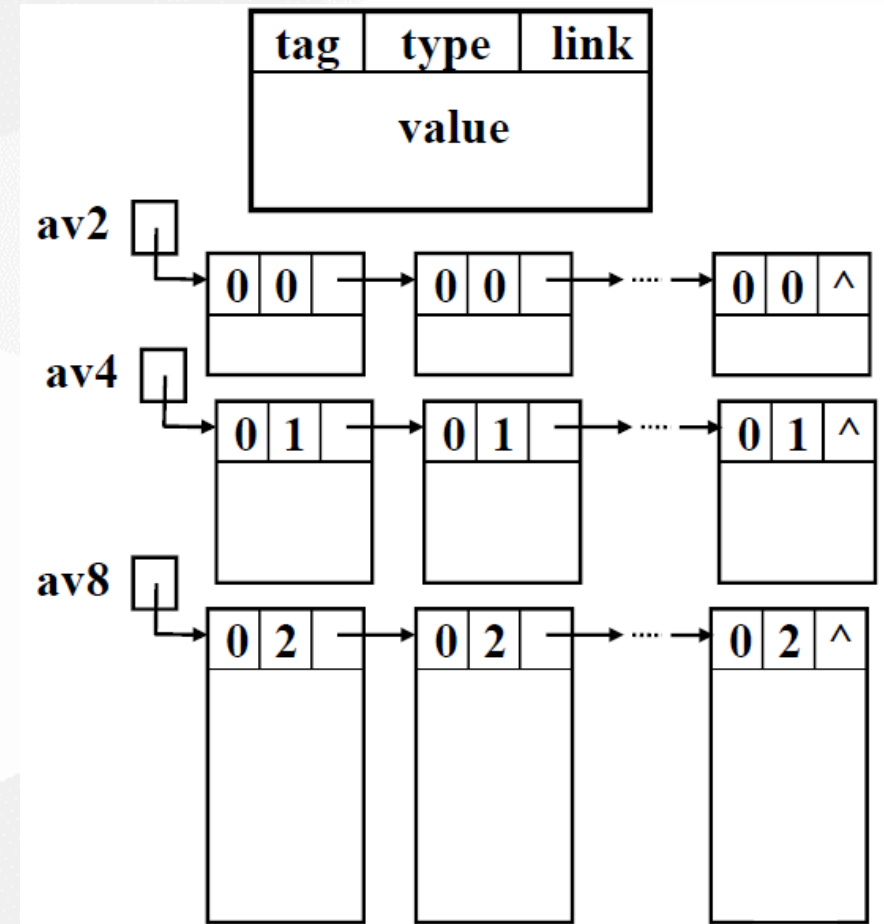 tag type link
value
av2
0 0 0 0 ..... 0 0 ^
av4
0 1 0 1 ..... 0 1 ^
av8
0 2 0 2 ..... 0 2 ^